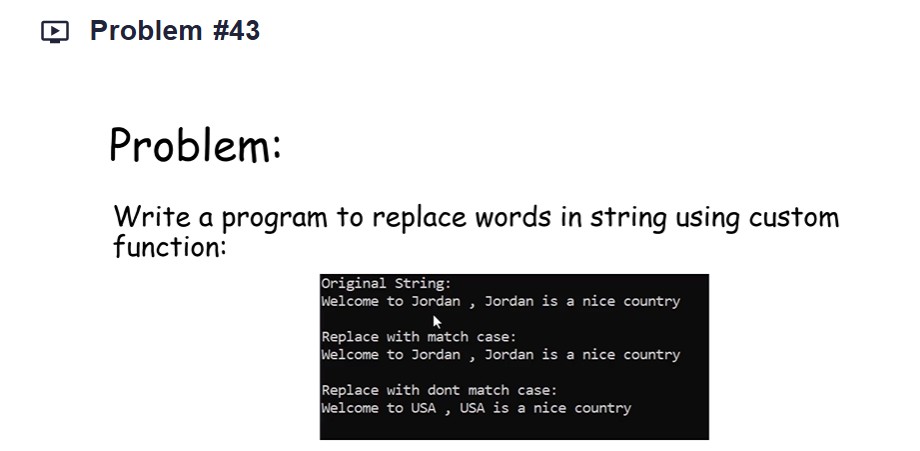 Problem #43
Problem:
Write a program to replace words in string using custom
function:
Original String:
Welcome to Jordan , Jordan is a nice country
Replace with match case:
Welcome to Jordan , Jordan is a nice country
Replace with dont match case:
Welcome to USA , USA is a nice country